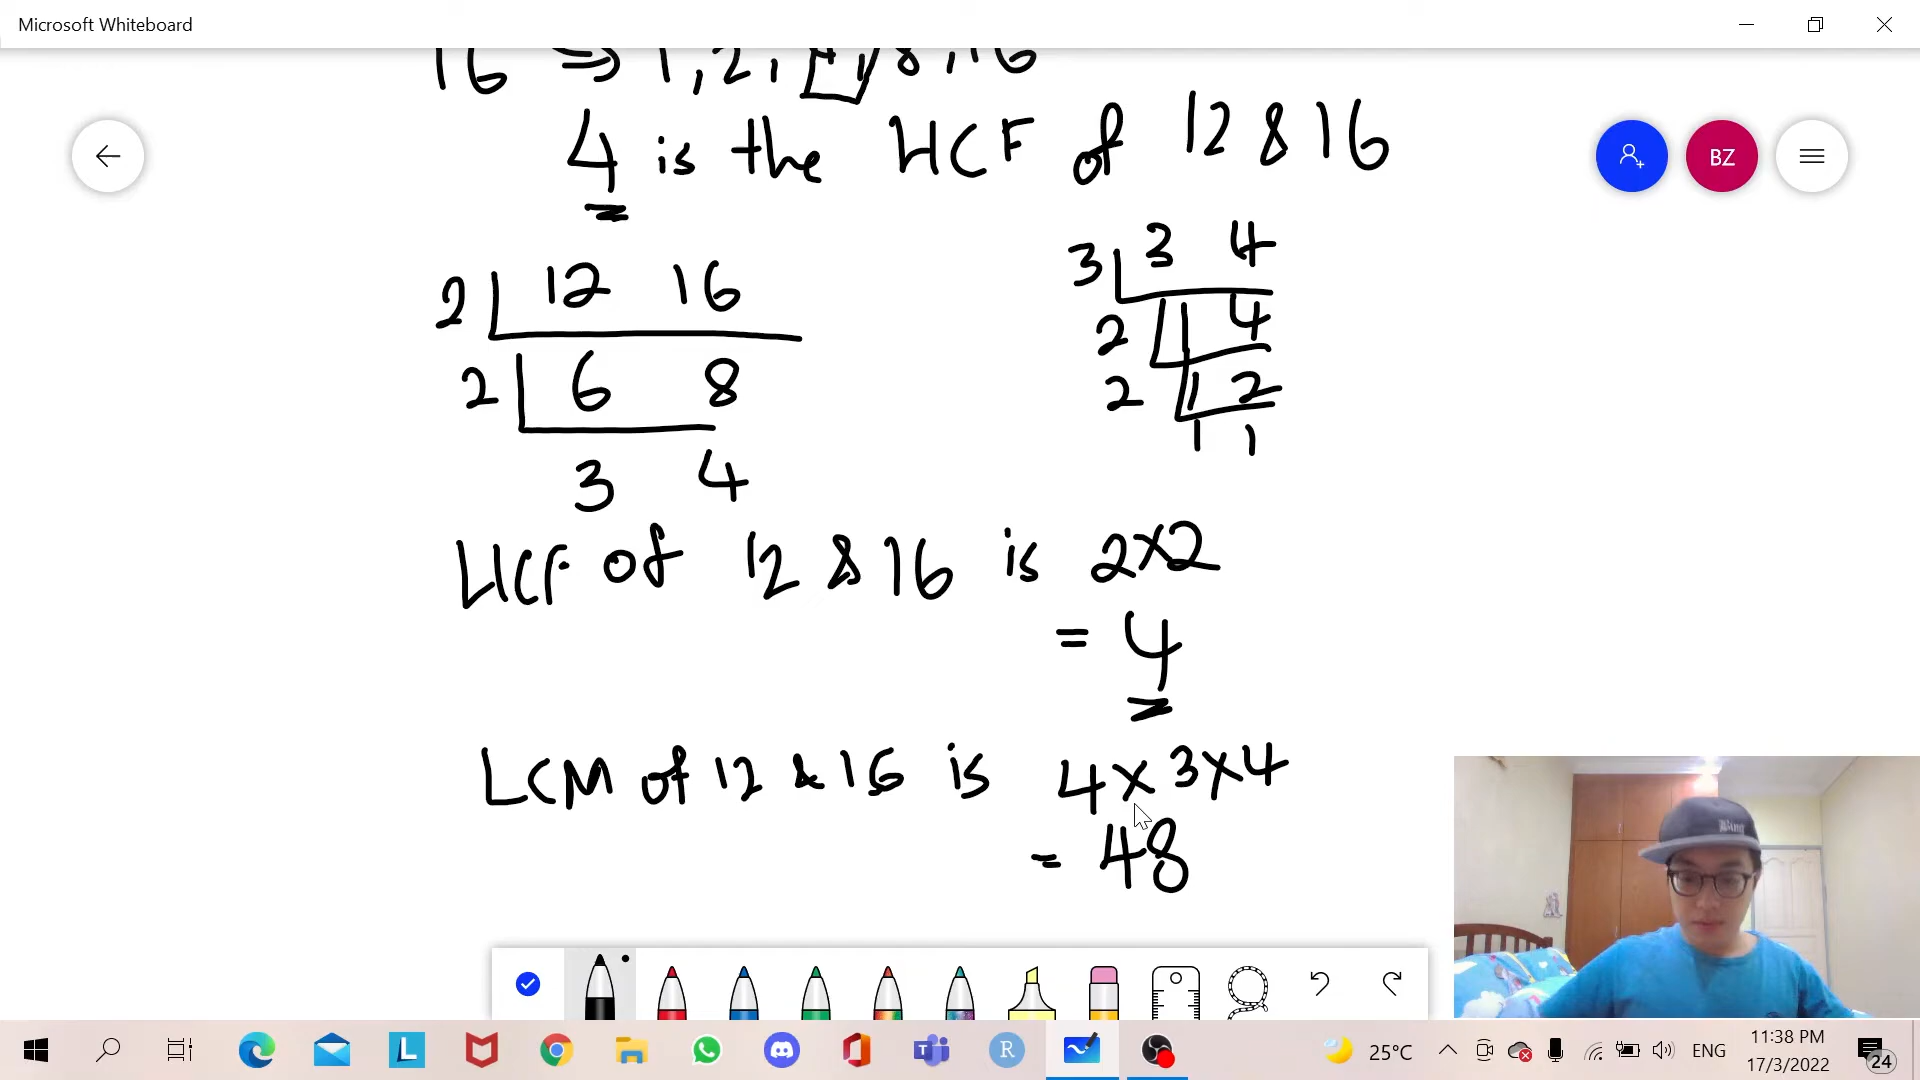 Microsoft Whiteboard
16 ⇒ 1, 2, 4, 8, 16
4 is the HCF of 12 & 16
BZ
2 12 16
2 6 8
3 4
3 3 4
2 1 4
2 1 2
1 1
HCF of 12 & 16 is 2×2
= 4
LCM of 12 & 16 is 4×3×4
= 48
25°C
ENG
11:38 PM
17/3/2022
24